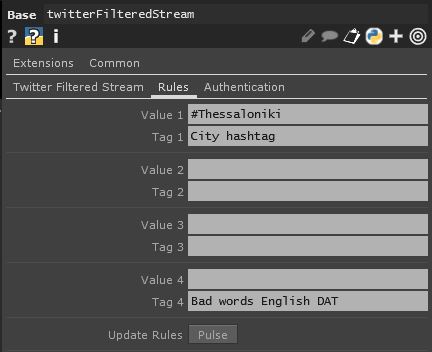 Base twitterFilteredStream
? ? i
Extensions Common
Twitter Filtered Stream Rules Authentication
Value 1 #Thessaloniki
Tag 1 City hashtag
Value 2
Tag 2
Value 3
Tag 3
Value 4
Tag 4 Bad words English DAT
Update Rules Pulse